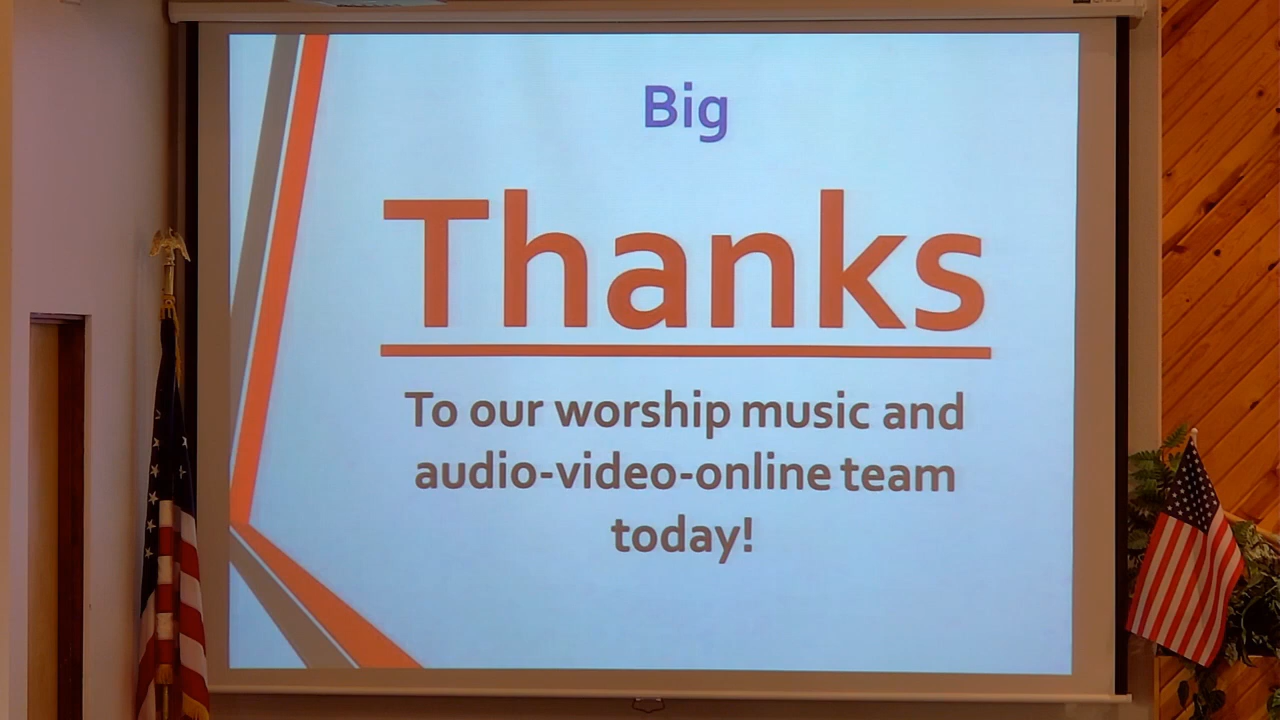 Big
Thanks
To our worship music and
audio-video-online team
today!